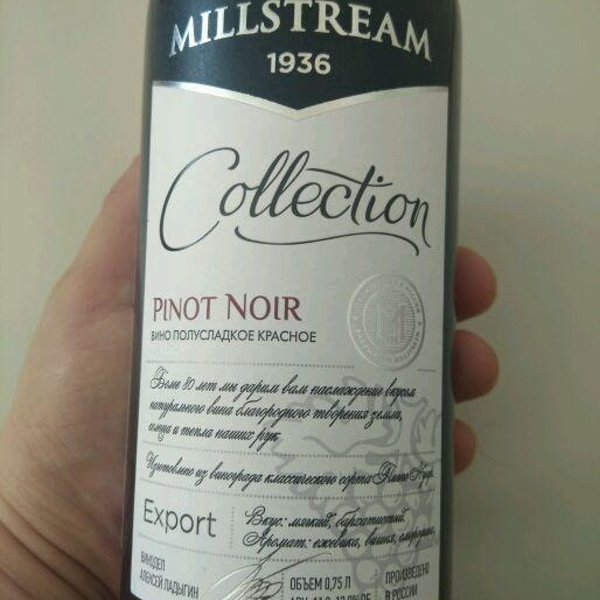 MILLSTREAM
1936
Collection
PINOT NOIR
ВИНО ПОЛУСЛАДКОЕ КРАСНОЕ
Более 80 лет мы дарим вам наслаждение вкусом
натурального вина благородного творения земли,
солнца и тепла наших рук
Изготовлено из винограда классического сорта Пино Нуар.
Export
Вкус: мягкий, бархатистый.
Аромат: ежевика, вишня, смородина
ВИНОДЕЛ
АЛЕКСЕЙ ЛАДЫГИН
ОБЪЕМ 0,75 Л
ПРОИЗВЕДЕНО
В РОССИИ